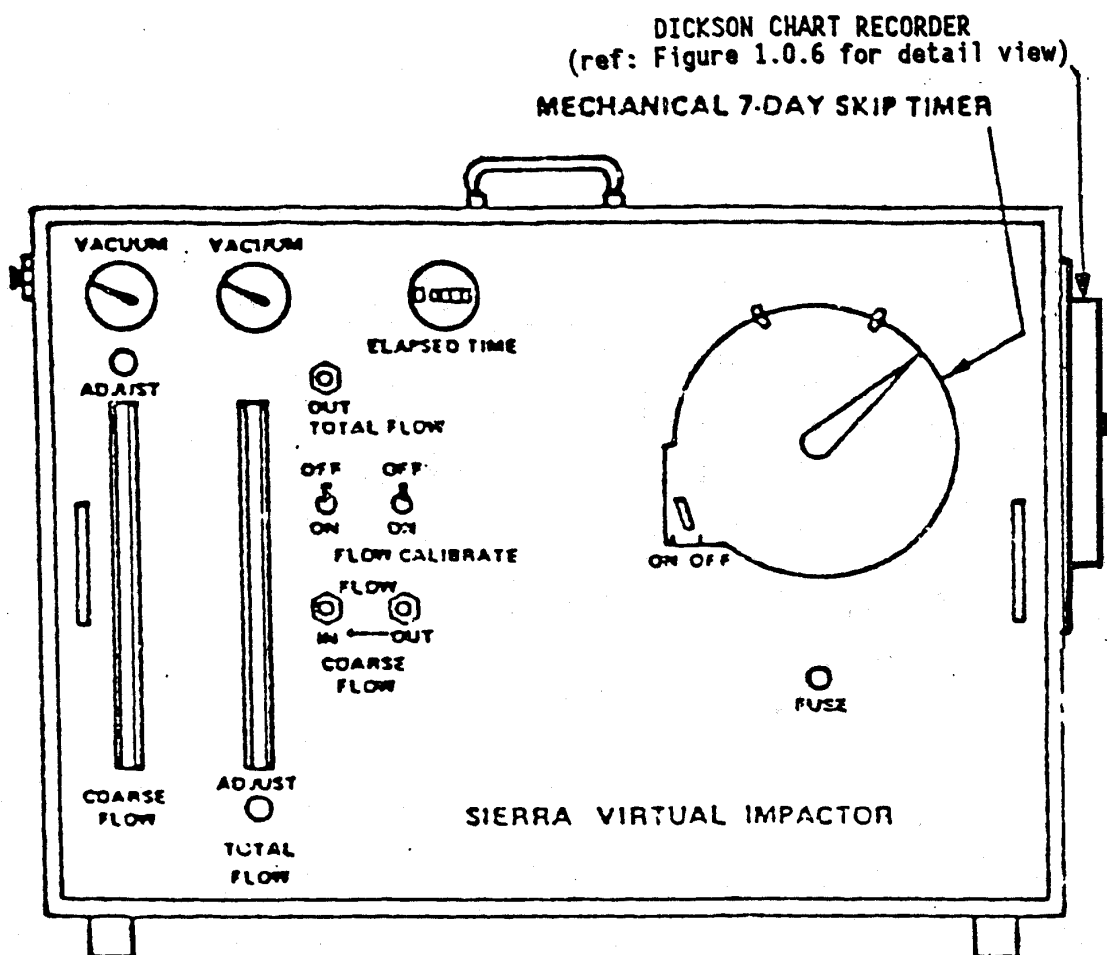 DICKSON CHART RECORDER
(ref: Figure 1.0.6 for detail view)
MECHANICAL 7-DAY SKIP TIMER
VACUUM VACUUM
ELAPSED TIME
ADJUST
OUT
TOTAL FLOW
OFF OFF
ON ON
FLOW CALIBRATE
FLOW
IN OUT
COARSE
FLOW
ON OFF
FUSE
ADJUST
COARSE
FLOW
TOTAL
FLOW
SIERRA VIRTUAL IMPACTOR